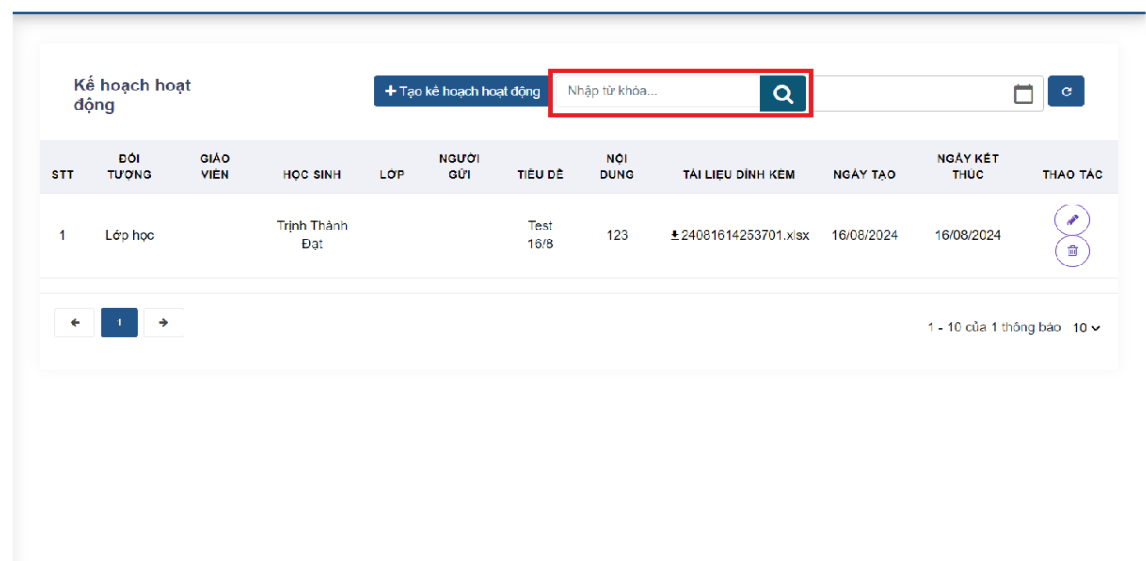 Kế hoạch hoạt
động
+ Tạo kế hoạch hoạt động
Nhập từ khóa...
STT ĐỐI TƯỢNG GIÁO VIÊN HỌC SINH LỚP NGƯỜI GỬI TIÊU ĐỀ NỘI DUNG TÀI LIỆU ĐÍNH KÈM NGÀY TẠO NGÀY KẾT THÚC THAO TÁC
1 Lớp học Trịnh Thành Đạt Test 16/8 123 24081614253701.xlsx 16/08/2024 16/08/2024
1
1 - 10 của 1 thông báo 10